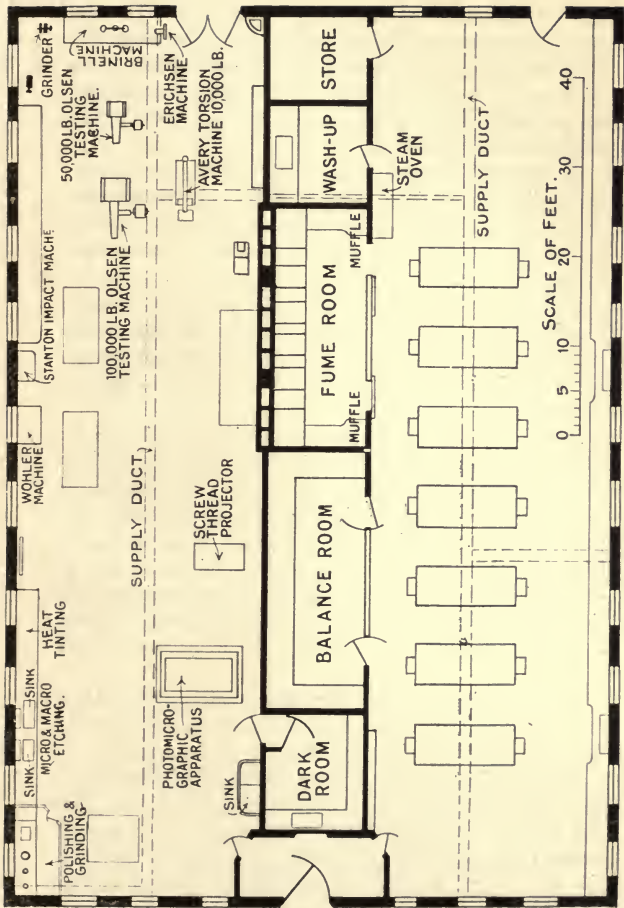 POLISHING &
GRINDING.
SINK
MICRO & MACRO
ETCHING.
SINK
HEAT
TINTING
WOHLER
MACHINE
STANTON IMPACT MACHE
100,000 LB. OLSEN
TESTING MACHINE
50,000 LB. OLSEN
TESTING
MACHINE.
GRINDER
BRINELL
MACHINE
ERICHSEN
MACHINE
AVERY TORSION
MACHINE 10,000 LB.
SUPPLY DUCT
PHOTOMICRO-
GRAPHIC
APPARATUS
SCREW
THREAD
PROJECTOR
SINK
DARK
ROOM
BALANCE ROOM
MUFFLE
FUME ROOM
MUFFLE
WASH-UP
STORE
STEAM
OVEN
SUPPLY DUCT
0 5 10 20 30 40
SCALE OF FEET.